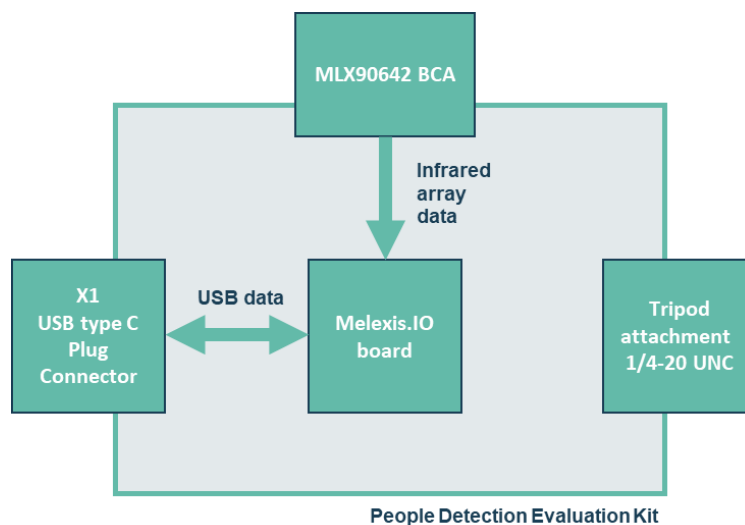 MLX90642 BCA
Infrared
array
data
X1
USB type C
Plug
Connector
USB data
Melexis.IO
board
Tripod
attachment
1/4-20 UNC
People Detection Evaluation Kit